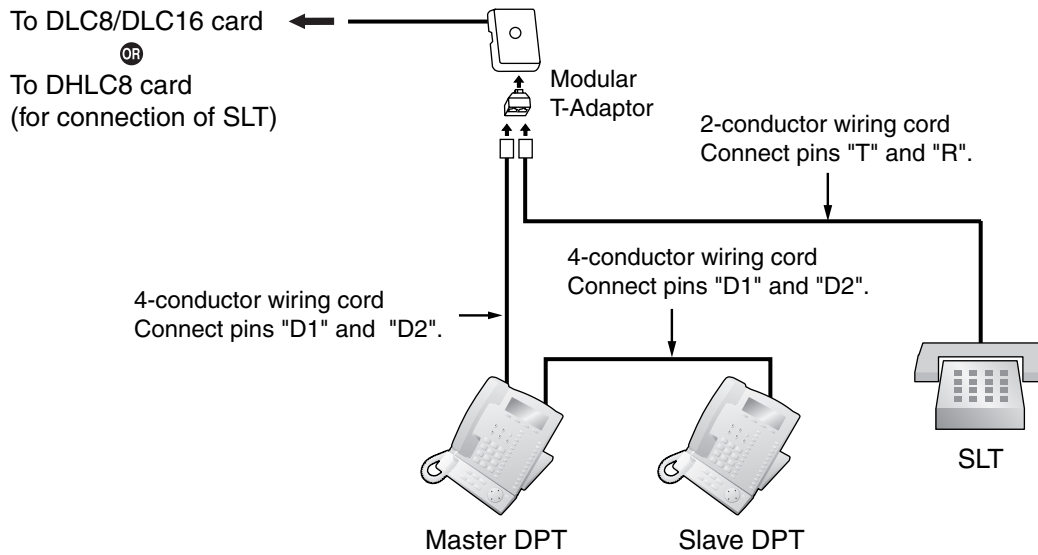 To DLC8/DLC16 card
OR
To DHLC8 card
(for connection of SLT)
Modular
T-Adaptor
2-conductor wiring cord
Connect pins "T" and "R".
4-conductor wiring cord
Connect pins "D1" and "D2".
4-conductor wiring cord
Connect pins "D1" and  "D2".
SLT
Master DPT
Slave DPT